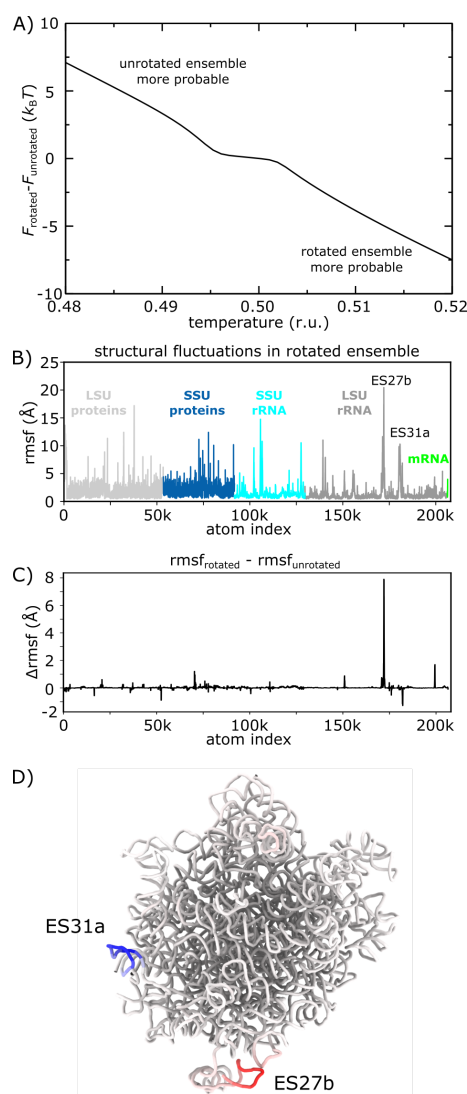 A)
10
5
0
-5
-10
F_rotated-F_unrotated (k_BT)
unrotated ensemble
more probable
rotated ensemble
more probable
0.48
0.49
0.50
0.51
0.52
temperature (r.u.)
B)
structural fluctuations in rotated ensemble
25
20
15
10
5
0
rmsf (Å)
LSU
proteins
SSU
proteins
SSU
rRNA
LSU
rRNA
ES27b
ES31a
mRNA
0
50k
100k
150k
200k
atom index
C)
rmsf_rotated - rmsf_unrotated
8
6
4
2
0
-2
Δrmsf (Å)
0
50k
100k
150k
200k
atom index
D)
ES31a
ES27b